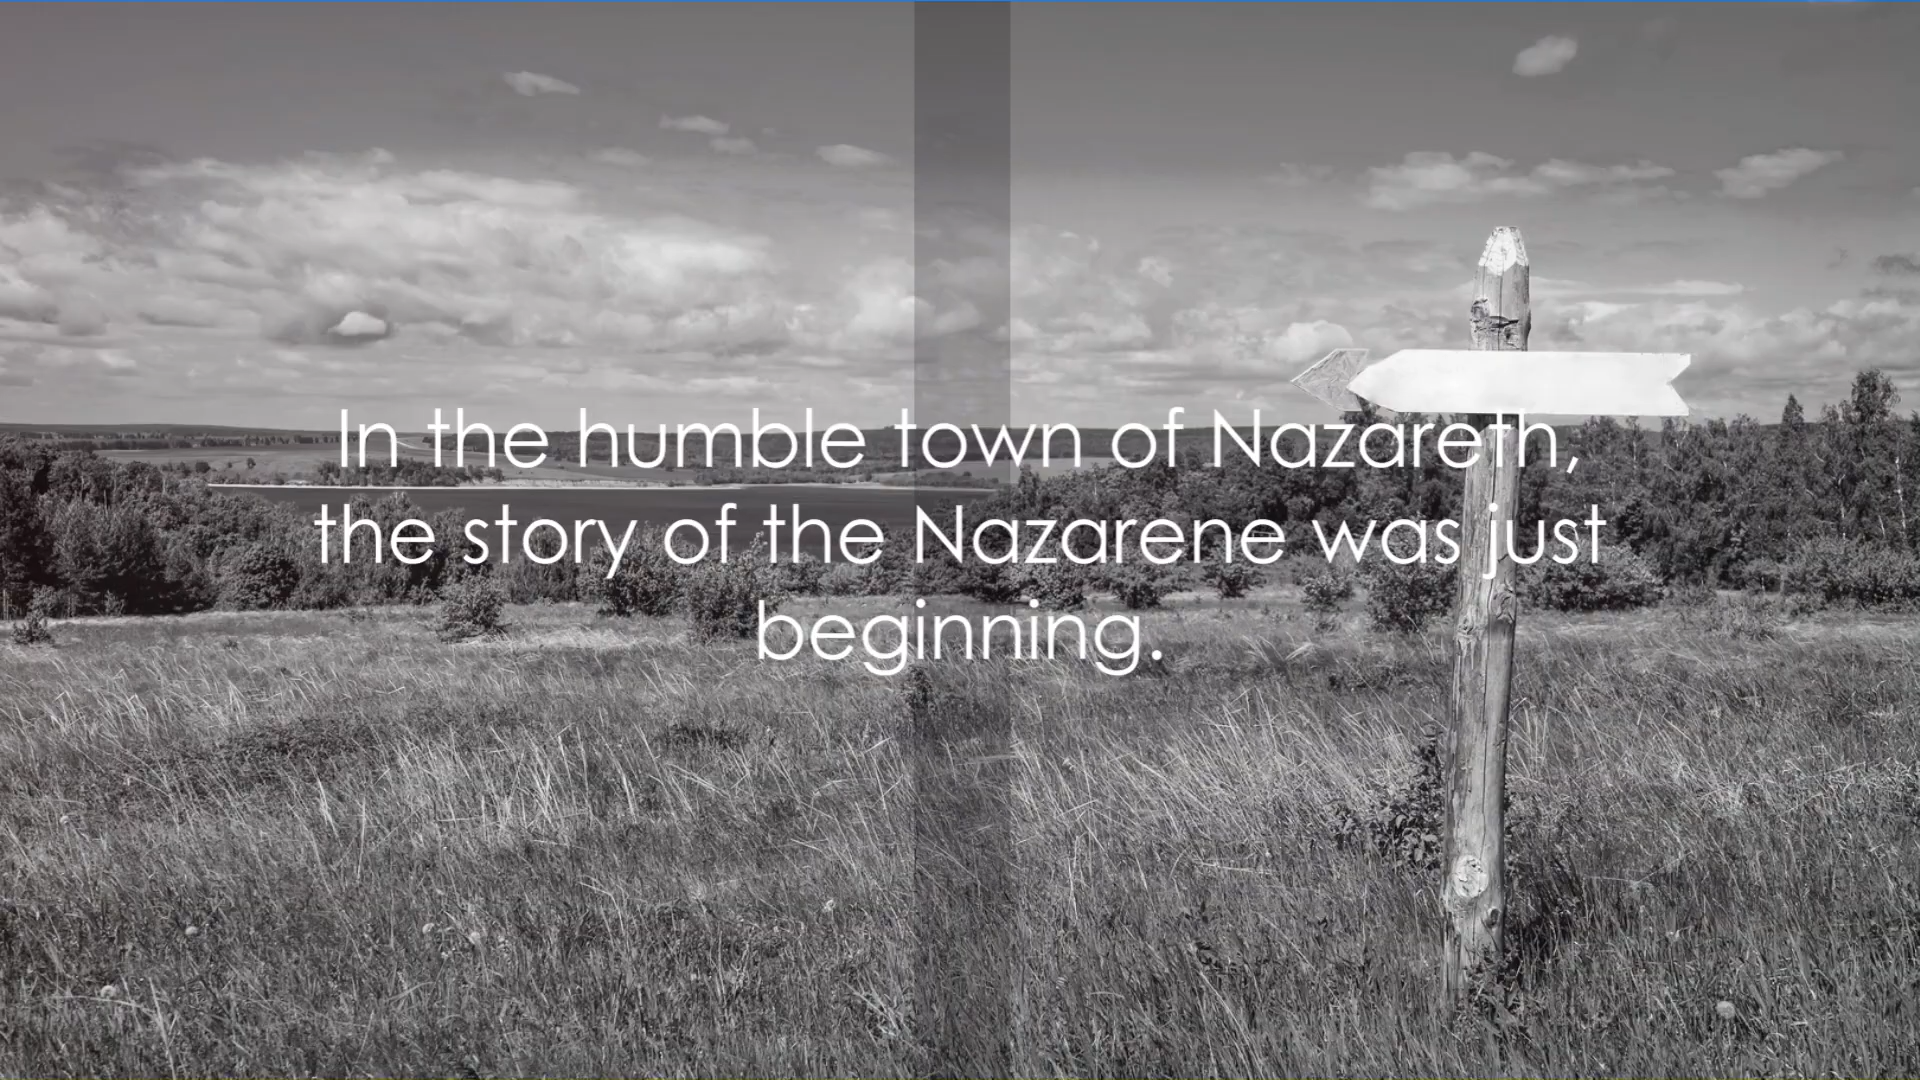 In the humble town of Nazareth,
the story of the Nazarene was just
beginning.